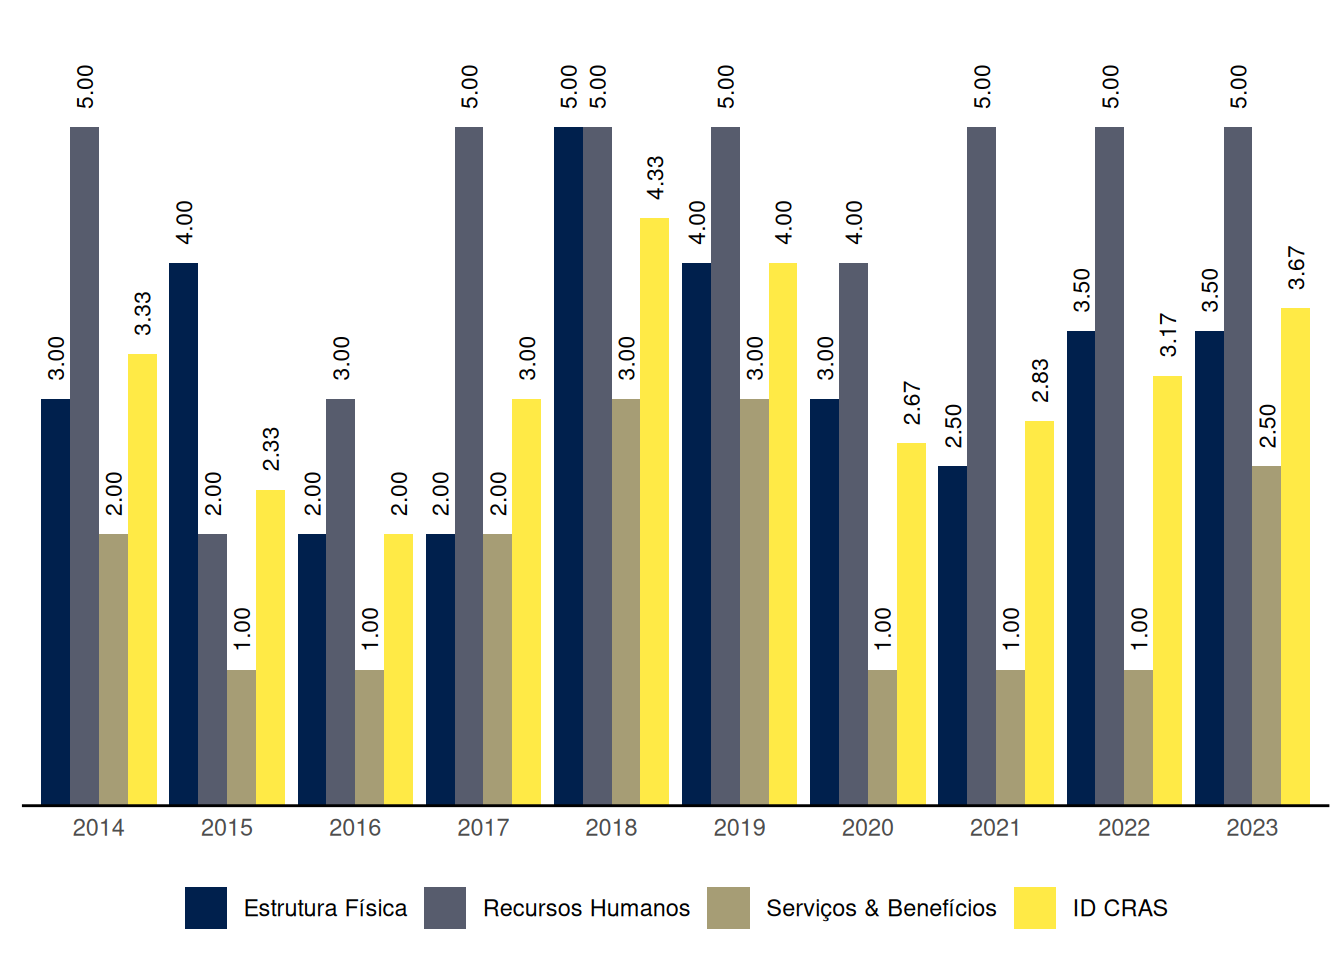 3.00 5.00 2.00 3.33 4.00 2.00 1.00 2.33 2.00 3.00 1.00 2.00 2.00 5.00 2.00 3.00 5.00 5.00 3.00 4.33 4.00 5.00 3.00 4.00 3.00 4.00 1.00 2.67 2.50 5.00 1.00 2.83 3.50 5.00 1.00 3.17 3.50 5.00 2.50 3.67
2014 2015 2016 2017 2018 2019 2020 2021 2022 2023
Estrutura Física Recursos Humanos Serviços & Benefícios ID CRAS